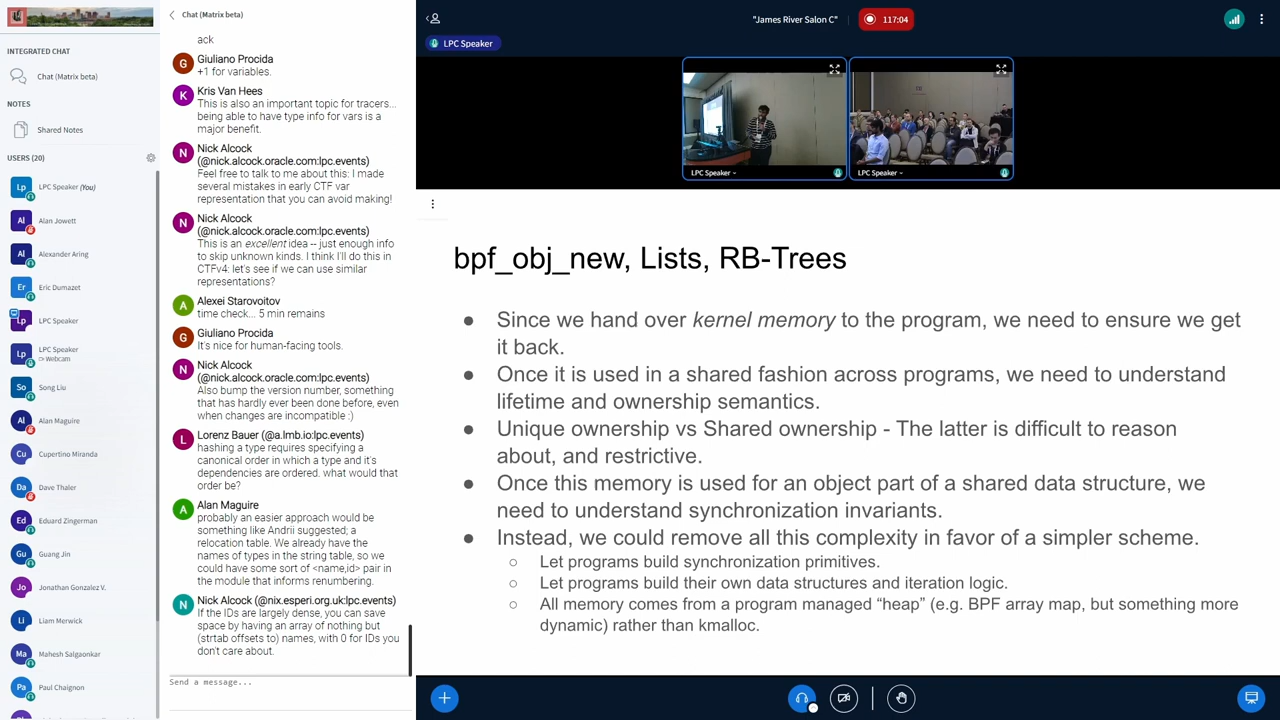 INTEGRATED CHAT
Chat (Matrix beta)
NOTES
Shared Notes
USERS (20)
Lp LPC Speaker (You)
Al Alan Jowett
Al Alexander Aring
Er Eric Dumazet
Lp LPC Speaker
Lp LPC Speaker
Webcam
So Song Liu
Al Alan Maguire
Cu Cupertino Miranda
Da Dave Thaler
Ed Eduard Zingerman
Gu Guang Jin
Jo Jonathan Gonzalez V.
Li Liam Merwick
Ma Mahesh Salgaonkar
Pa Paul Chaignon
Chat (Matrix beta)
ack
G Giuliano Procida
+1 for variables.
K Kris Van Hees
This is also an important topic for tracers...
being able to have type info for vars is a
major benefit.
N Nick Alcock
(@nick.alcock.oracle.com:lpc.events)
Feel free to talk to me about this: I made
several mistakes in early CTF var
representation that you can avoid making!
N Nick Alcock
(@nick.alcock.oracle.com:lpc.events)
This is an excellent idea -- just enough info
to skip unknown kinds. I think I'll do this in
CTFv4: let's see if we can use similar
representations?
A Alexei Starovoitov
time check... 5 min remains
G Giuliano Procida
It's nice for human-facing tools.
N Nick Alcock
(@nick.alcock.oracle.com:lpc.events)
Also bump the version number, something
that has hardly ever been done before, even
when changes are incompatible :)
L Lorenz Bauer (@a.lmb.io:lpc.events)
hashing a type requires specifying a
canonical order in which a type and it's
dependencies are ordered. what would that
order be?
A Alan Maguire
probably an easier approach would be
something like Andrii suggested; a
relocation table. We already have the
names of types in the string table, so we
could have some sort of <name,id> pair in
the module that informs renumbering.
N Nick Alcock (@nix.esperi.org.uk:lpc.events)
If the IDs are largely dense, you can save
space by having an array of nothing but
(strtab offsets to) names, with 0 for IDs you
don't care about.
Send a message...
"James River Salon C"
117:04
LPC Speaker
LPC Speaker
LPC Speaker
bpf_obj_new, Lists, RB-Trees
● Since we hand over kernel memory to the program, we need to ensure we get
it back.
● Once it is used in a shared fashion across programs, we need to understand
lifetime and ownership semantics.
● Unique ownership vs Shared ownership - The latter is difficult to reason
about, and restrictive.
● Once this memory is used for an object part of a shared data structure, we
need to understand synchronization invariants.
● Instead, we could remove all this complexity in favor of a simpler scheme.
○ Let programs build synchronization primitives.
○ Let programs build their own data structures and iteration logic.
○ All memory comes from a program managed “heap” (e.g. BPF array map, but something more
dynamic) rather than kmalloc.